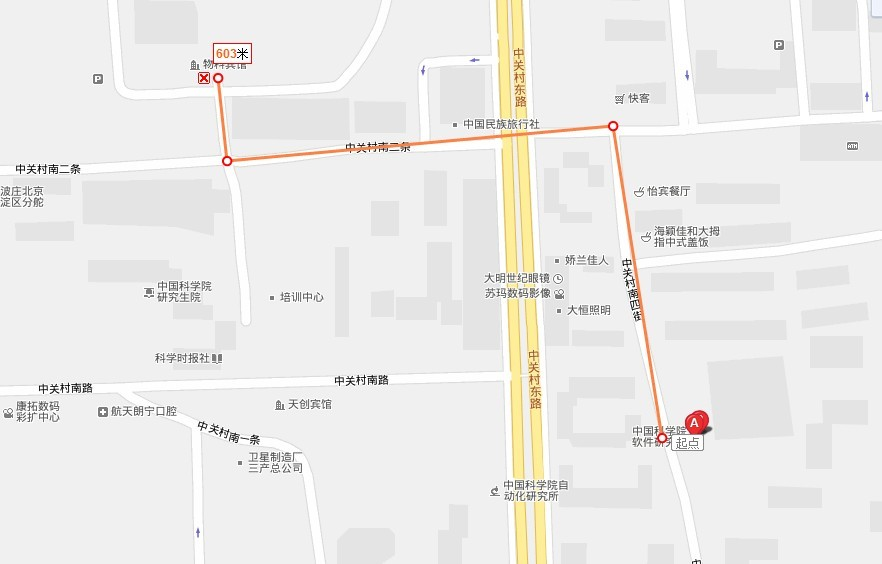 603米
物科宾馆
P
P
中关村东路
快客
中国民族旅行社
中关村南二条
中关村南二条
ATM
波庄北京
淀区分舵
怡宾餐厅
海颖佳和大拇
指中式盖饭
娇兰佳人
大明世纪眼镜
苏玛数码影像
大恒照明
中关村南四街
中国科学院
研究生院
培训中心
科学时报社
中关村东路
中关村南路
中关村南路
康拓数码
彩扩中心
航天朗宁口腔
天创宾馆
中关村南一条
卫星制造厂
三产总公司
A
中国科学院
软件研
起点
中国科学院自
动化研究所
中